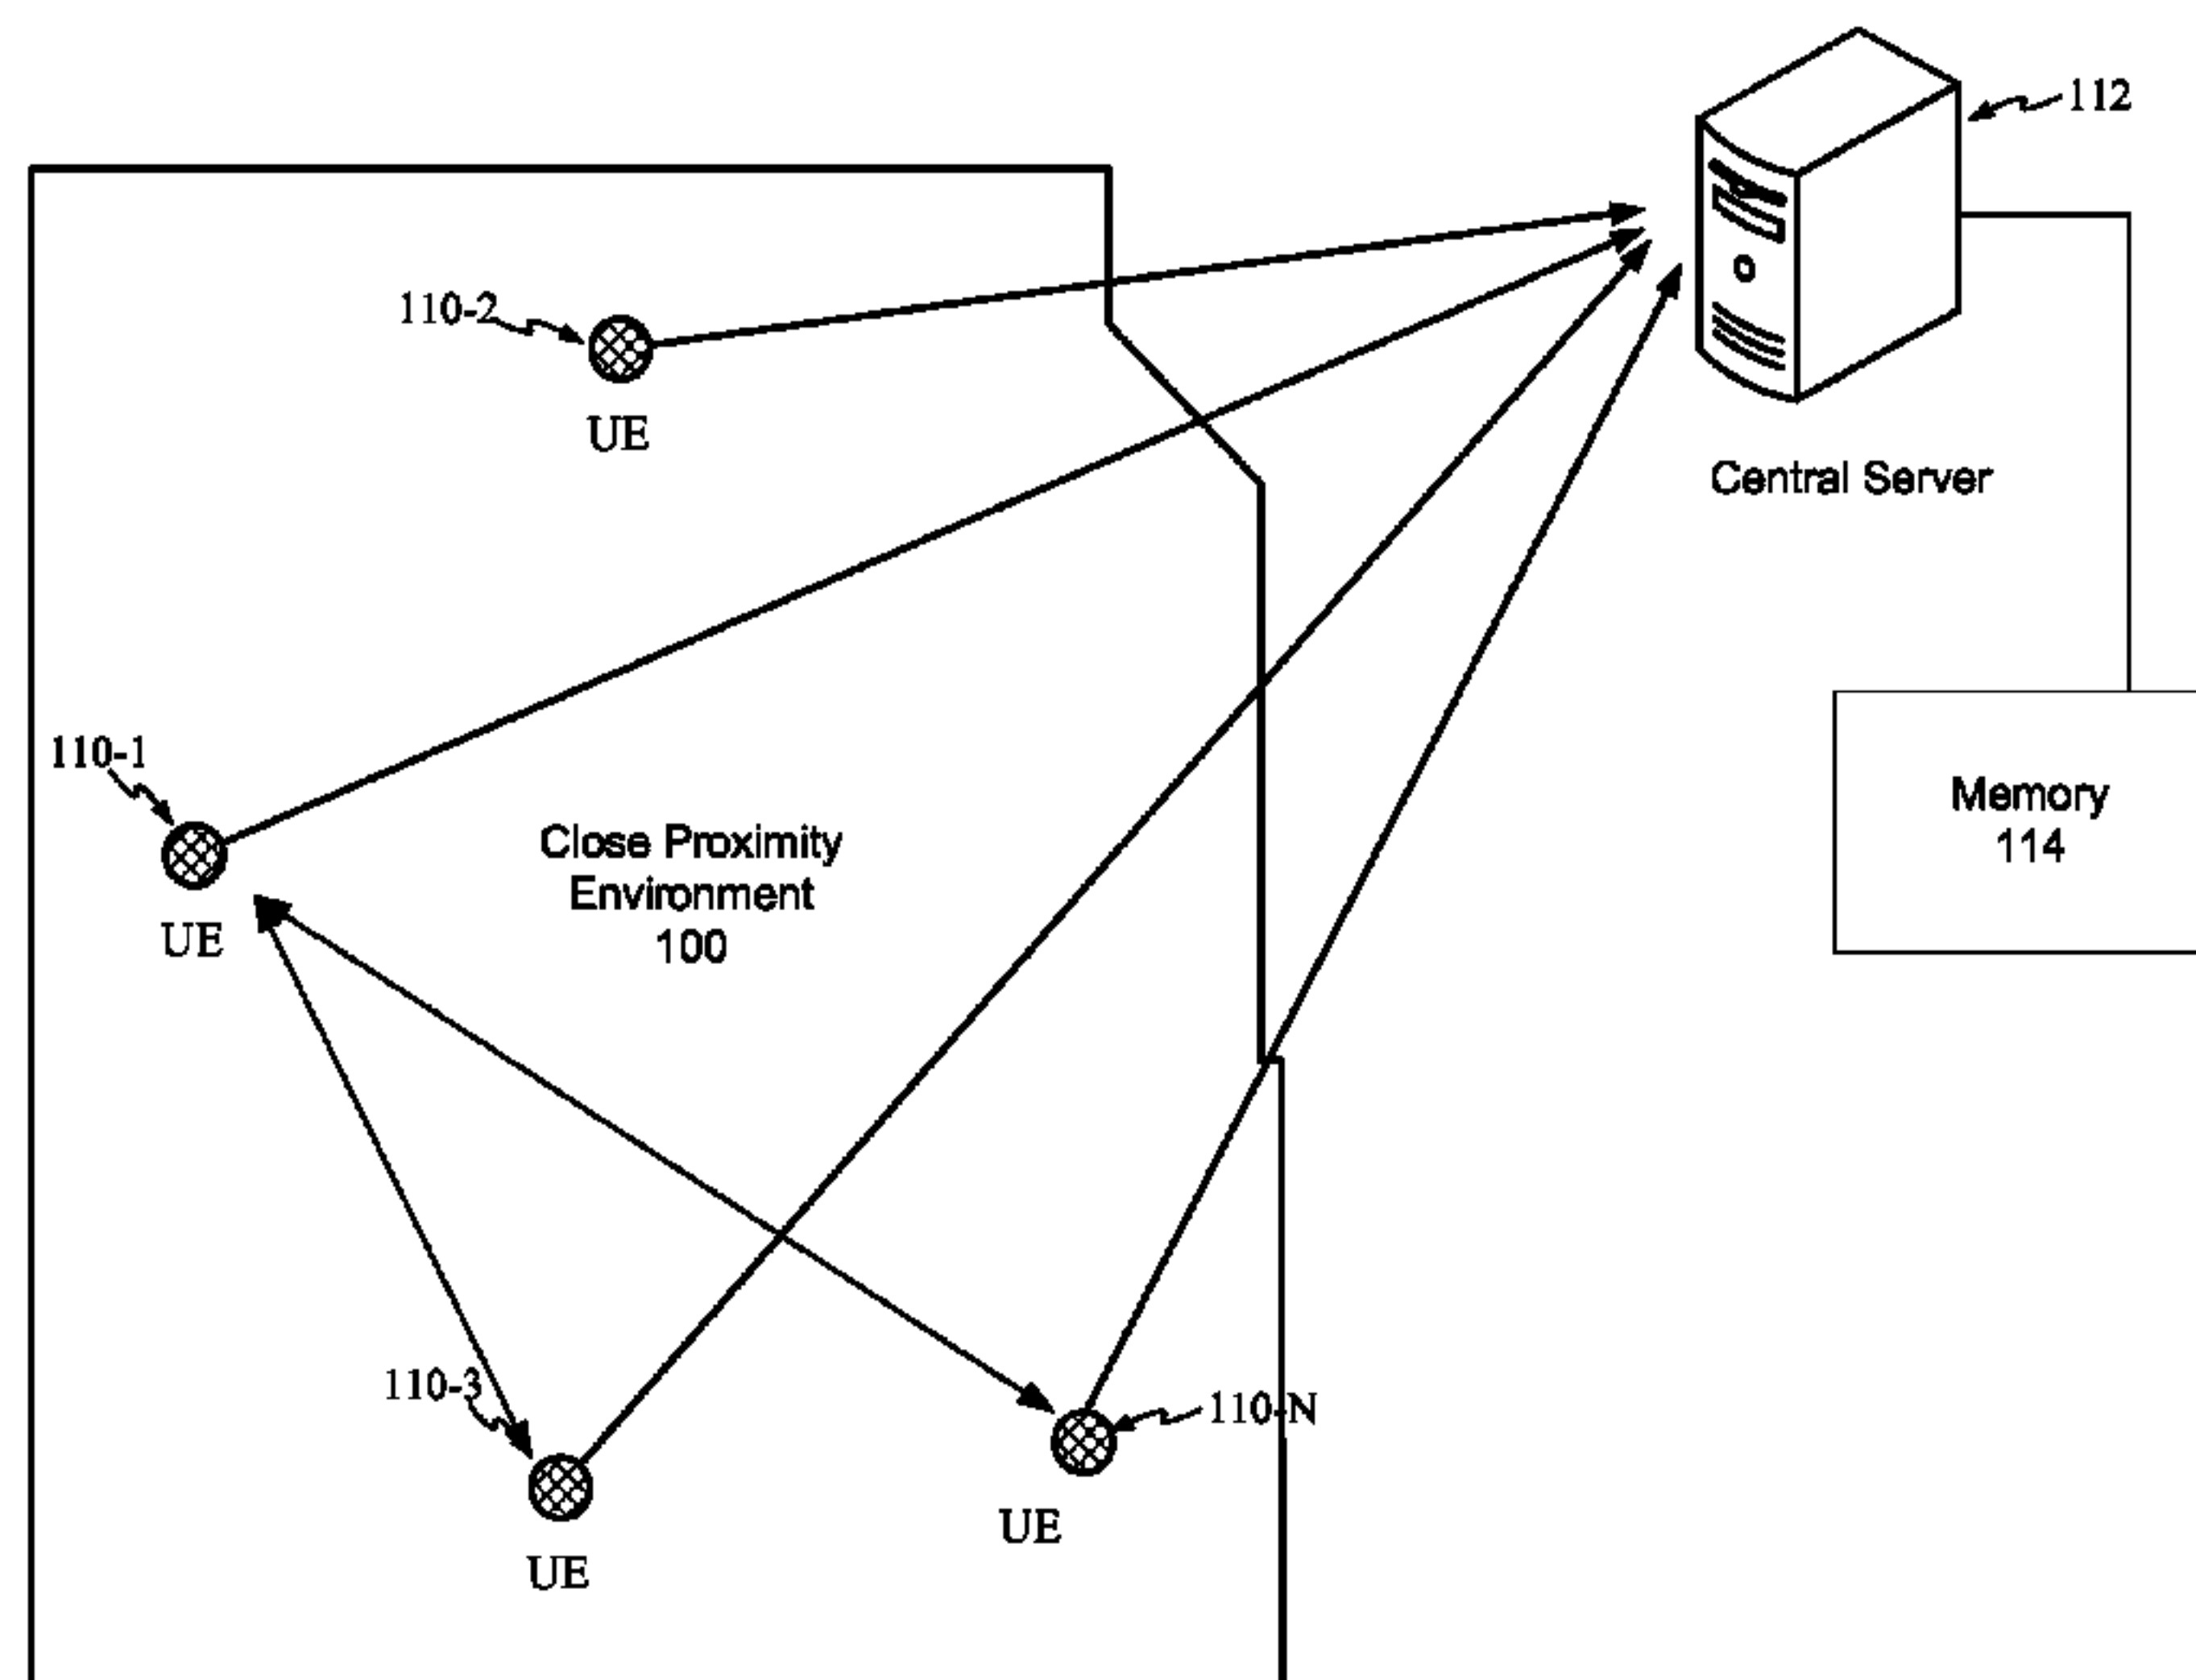 112
110-2
UE
Central Server
110-1
Memory
114
Close Proximity
Environment
100
UE
110-3
110-N
UE
UE